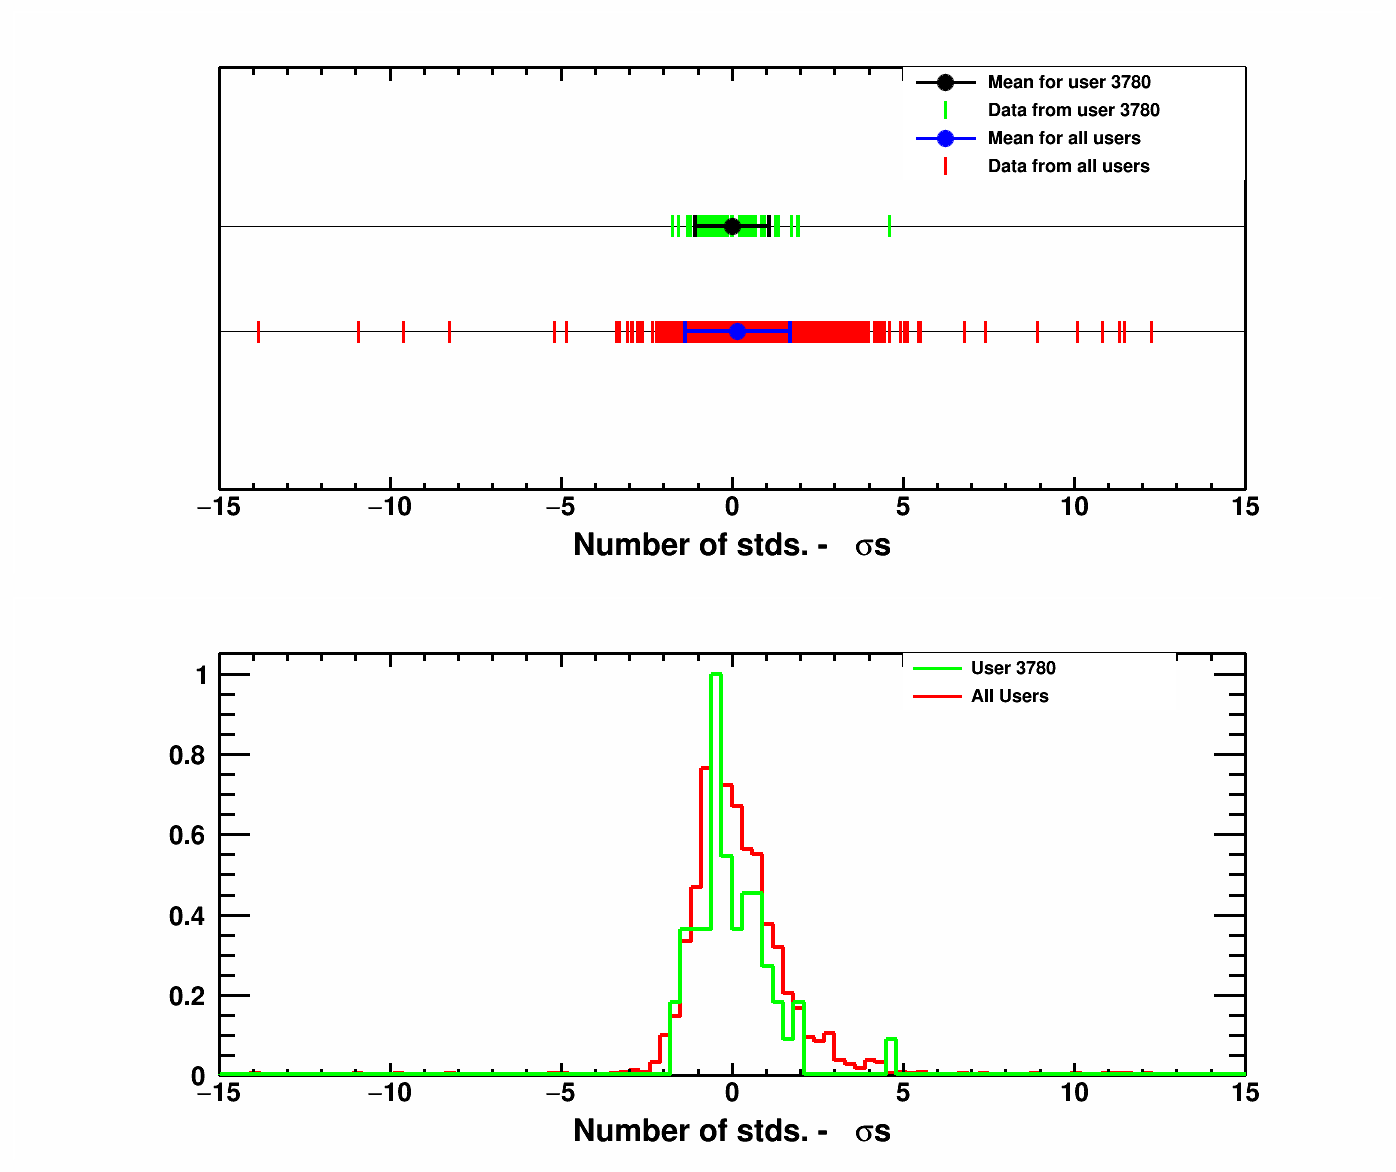 Mean for user 3780
Data from user 3780
Mean for all users
Data from all users
−15 −10 −5 0 5 10 15
Number of stds. - σs
User 3780
All Users
1
0.8
0.6
0.4
0.2
0
−15 −10 −5 0 5 10 15
Number of stds. - σs